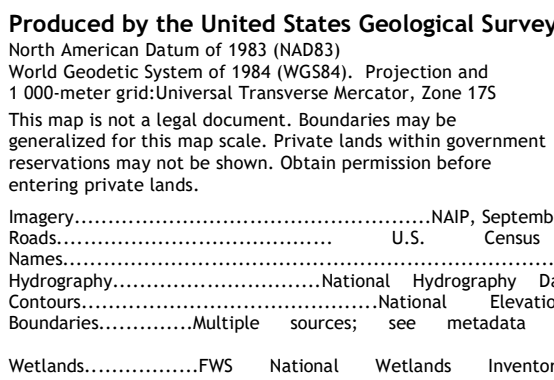 Produced by the United States Geological Survey
North American Datum of 1983 (NAD83)
World Geodetic System of 1984 (WGS84). Projection and
1 000-meter grid:Universal Transverse Mercator, Zone 17S
This map is not a legal document. Boundaries may be
generalized for this map scale. Private lands within government
reservations may not be shown. Obtain permission before
entering private lands.
Imagery....................................................NAIP,
Roads....................................... U.S. Census
Names....................................................................
Hydrography..............................National Hydrography
Contours...........................................National
Boundaries..............Multiple sources; see metadata
Wetlands.................FWS National Wetlands